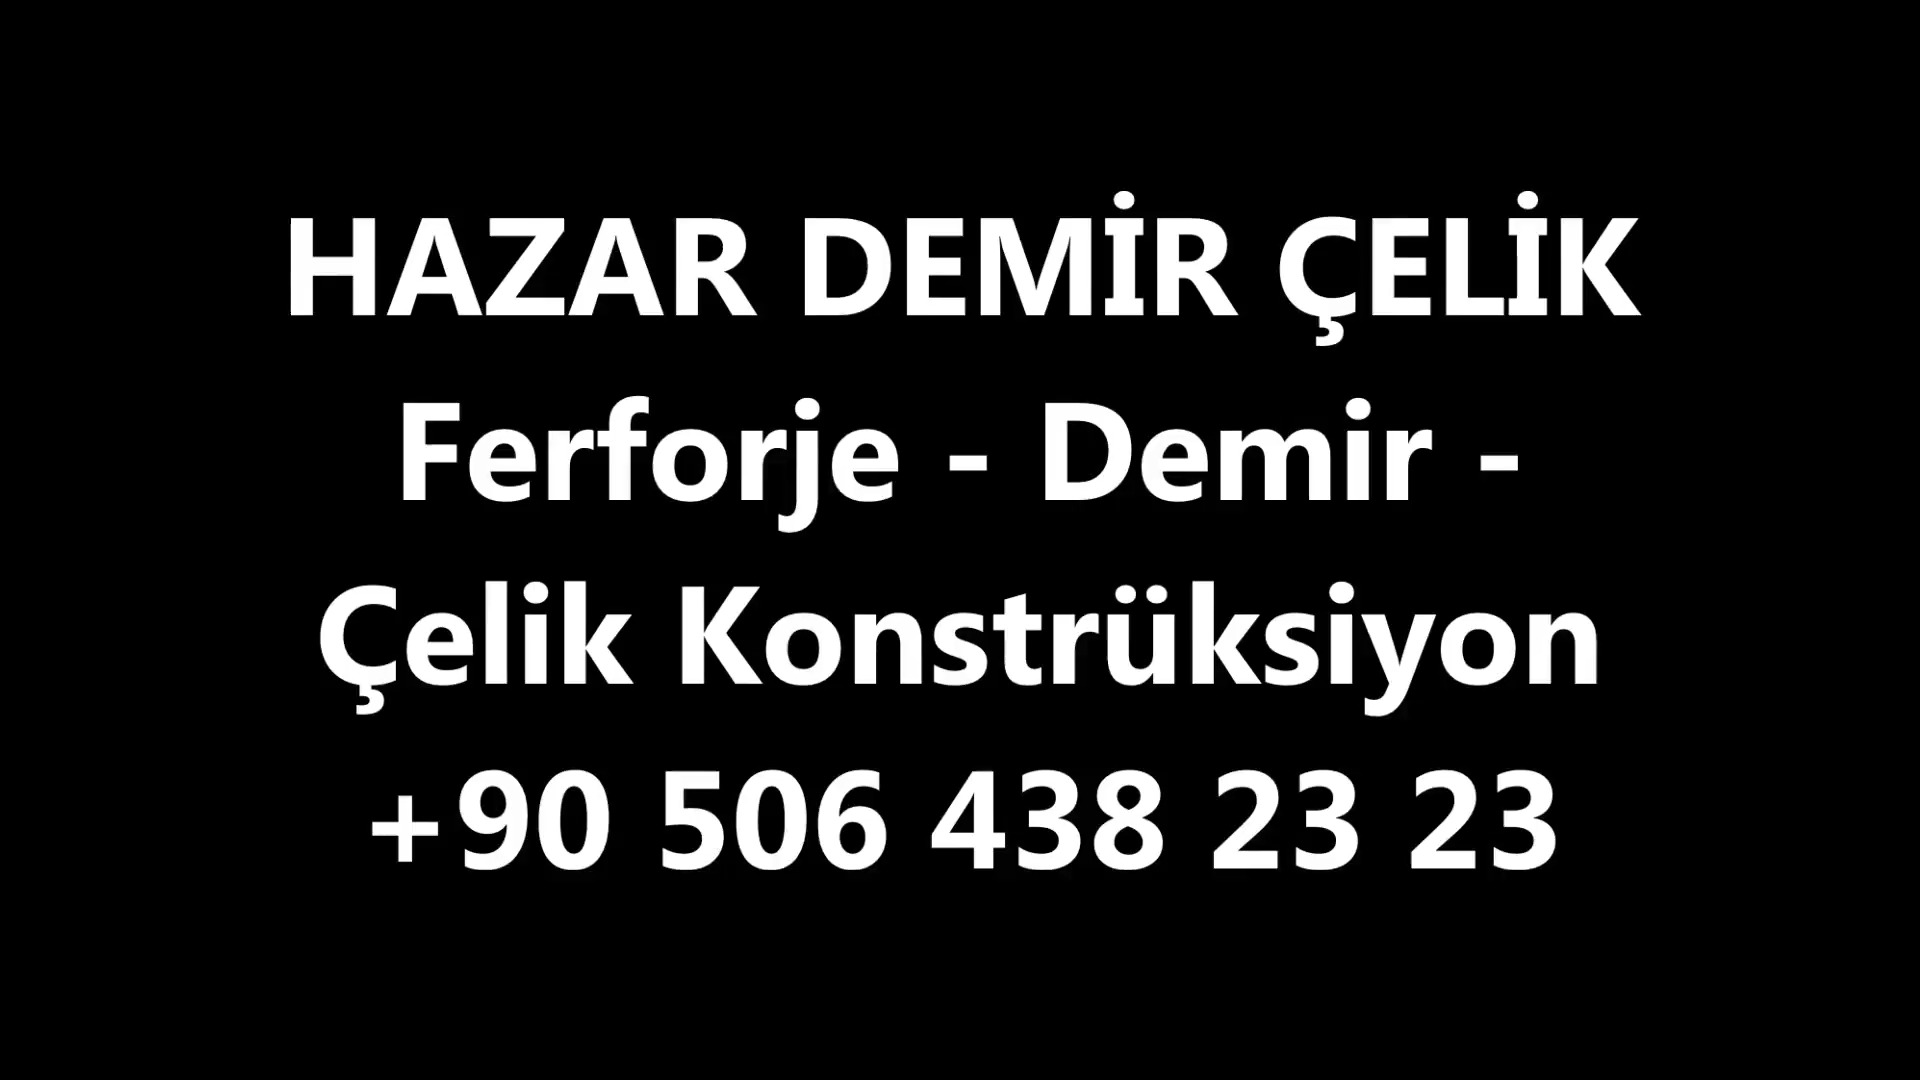 HAZAR DEMİR ÇELİK
Ferforje - Demir -
Çelik Konstrüksiyon
+90 506 438 23 23